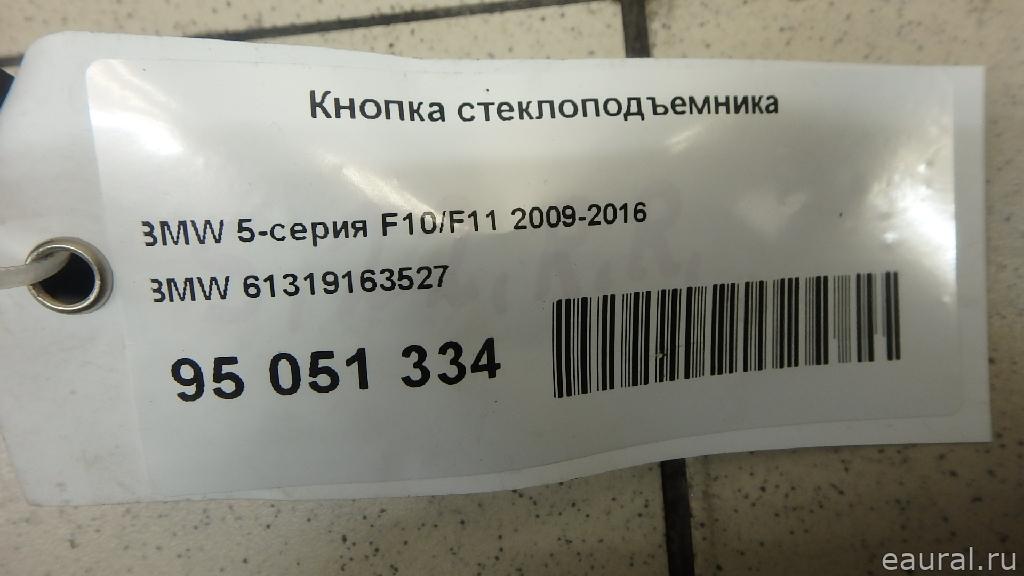 Кнопка стеклоподъемника
BMW 5-серия F10/F11 2009-2016
BMW 61319163527
95 051 334
eaural.ru